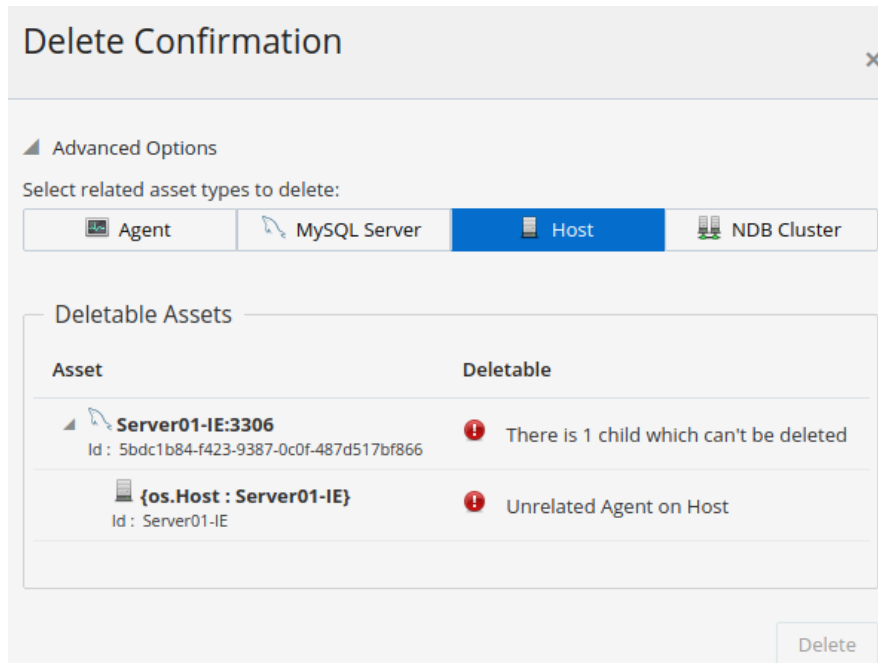 Delete Confirmation
Advanced Options
Select related asset types to delete:
Agent MySQL Server Host NDB Cluster
Deletable Assets
Asset Deletable
Server01-IE:3306 There is 1 child which can't be deleted
Id : 5bdc1b84-f423-9387-0c0f-487d517bf866
{os.Host : Server01-IE} Unrelated Agent on Host
Id : Server01-IE
Delete